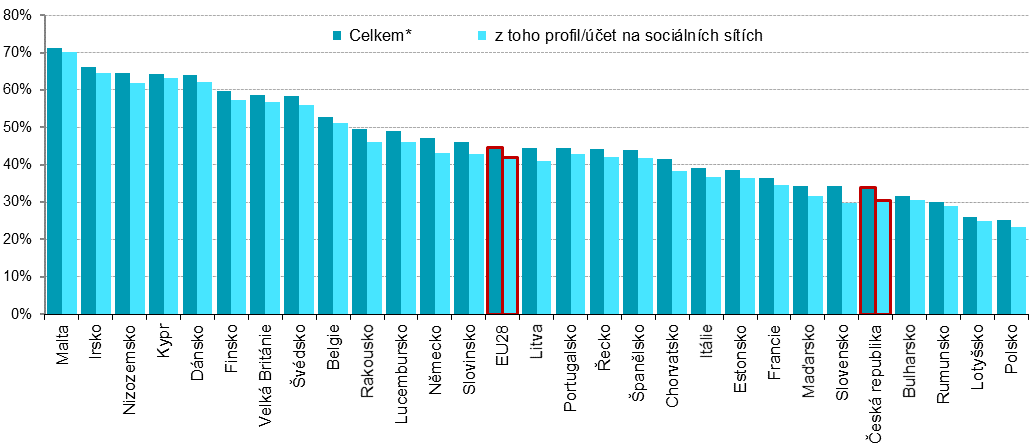 80%
70%
60%
50%
40%
30%
20%
10%
0%
Celkem*
z toho profil/účet na sociálních sítích
Malta
Irsko
Nizozemsko
Kypr
Dánsko
Finsko
Velká Británie
Švédsko
Belgie
Rakousko
Lucembursko
Německo
Slovinsko
EU28
Litva
Portugalsko
Řecko
Španělsko
Chorvatsko
Itálie
Estonsko
Francie
Maďarsko
Slovensko
Česká republika
Bulharsko
Rumunsko
Lotyšsko
Polsko